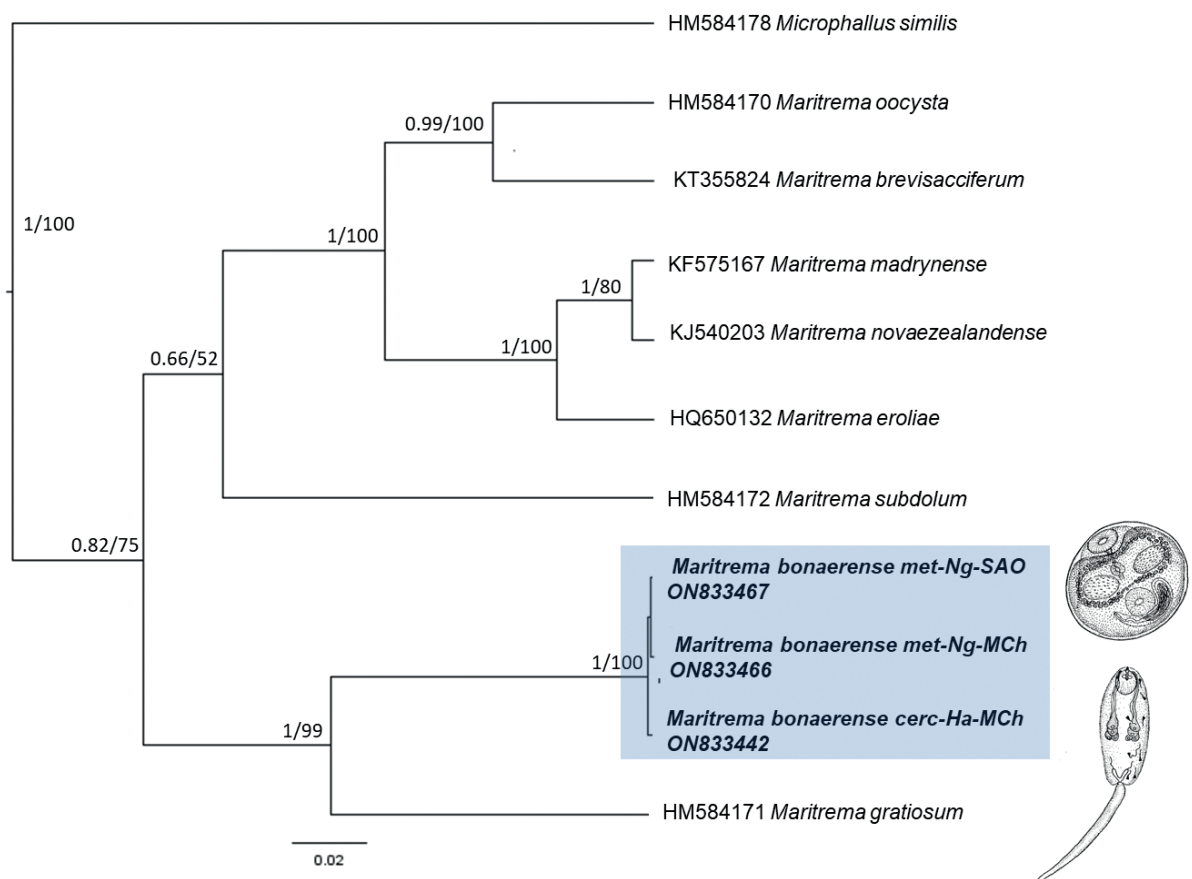 HM584178 Microphallus similis
HM584170 Maritrema oocysta
0.99/100
KT355824 Maritrema brevisacciferum
1/100
1/100
KF575167 Maritrema madrynense
1/80
KJ540203 Maritrema novaezealandense
1/100
0.66/52
HQ650132 Maritrema eroliae
HM584172 Maritrema subdolum
0.82/75
Maritrema bonaerense met-Ng-SAO
ON833467
Maritrema bonaerense met-Ng-MCh
ON833466
1/100
Maritrema bonaerense cerc-Ha-MCh
ON833442
1/99
HM584171 Maritrema gratiosum
0.02